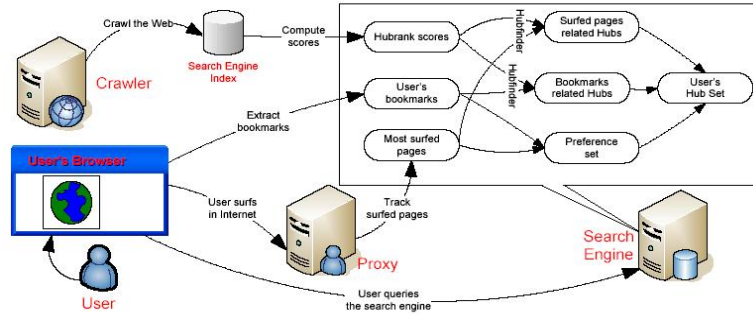 Crawl the Web
Crawler
Search Engine
Index
Compute
scores
Hubrank scores
User's
bookmarks
Most surfed
pages
Hubfinder
Hubfinder
Surfed pages
related Hubs
Bookmarks
related Hubs
Preference
set
User's
Hub Set
Extract
bookmarks
User's Browser
User surfs
in Internet
Track
surfed pages
Proxy
User
User queries
the search engine
Search
Engine